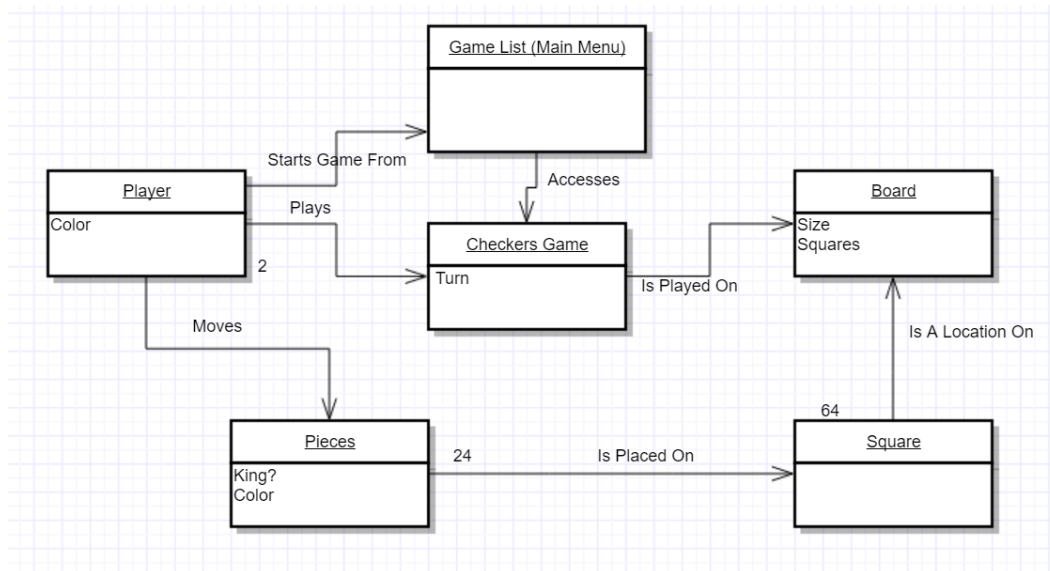 Game List (Main Menu)
Starts Game From
Accesses
Player
Color
Plays
2
Checkers Game
Turn
Is Played On
Board
Size
Squares
Moves
Is A Location On
Pieces
King?
Color
24
Is Placed On
64
Square